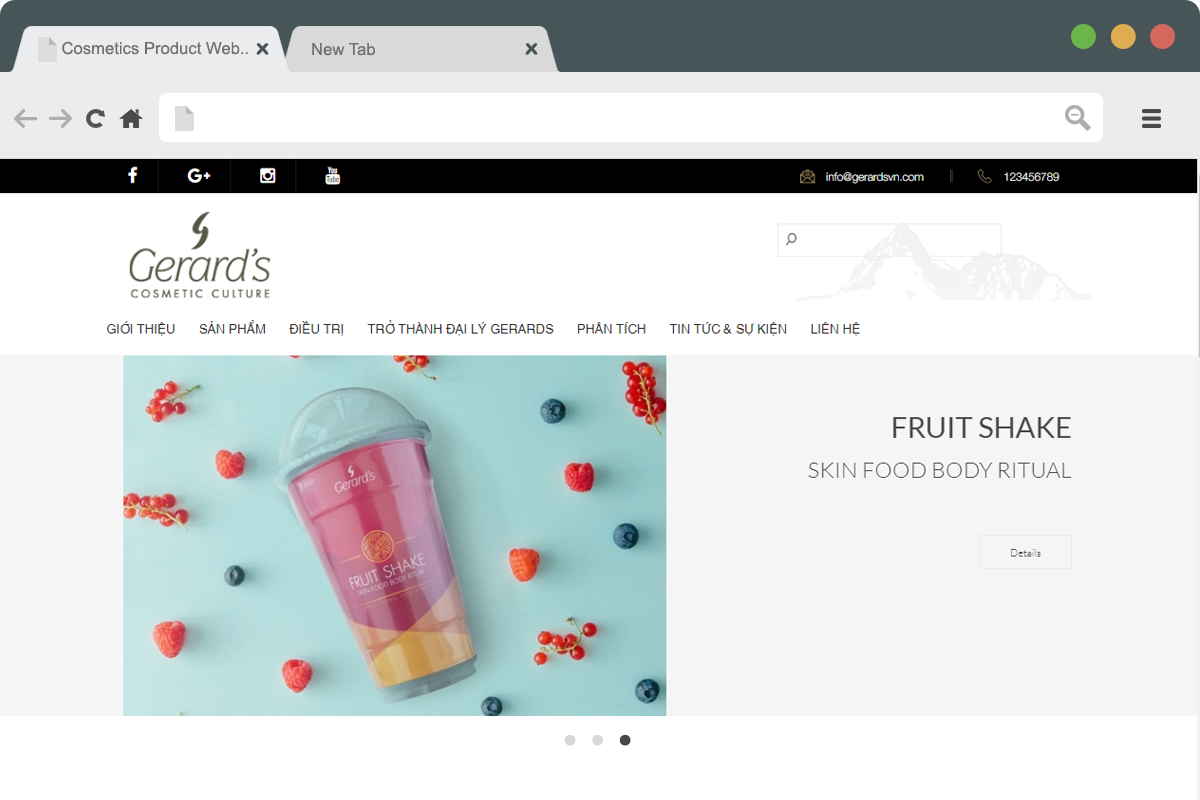 Cosmetics Product Web..
New Tab
G+
You
Tube
info@gerardsvn.com
123456789
Gerard's
COSMETIC CULTURE
GIỚI THIỆU SẢN PHẨM ĐIỀU TRỊ TRỞ THÀNH ĐẠI LÝ GERARDS PHÂN TÍCH TIN TỨC & SỰ KIỆN LIÊN HỆ
Gerard's
FRUIT SHAKE
SKIN FOOD BODY RITUAL
FRUIT SHAKE
SKIN FOOD BODY RITUAL
Details